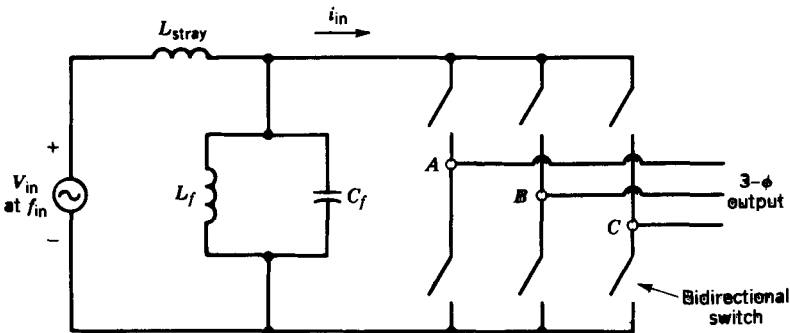 L_stray
i_in
+
V_in
at f_in
−
L_f
C_f
A
B
C
3-ϕ
output
Bidirectional
switch